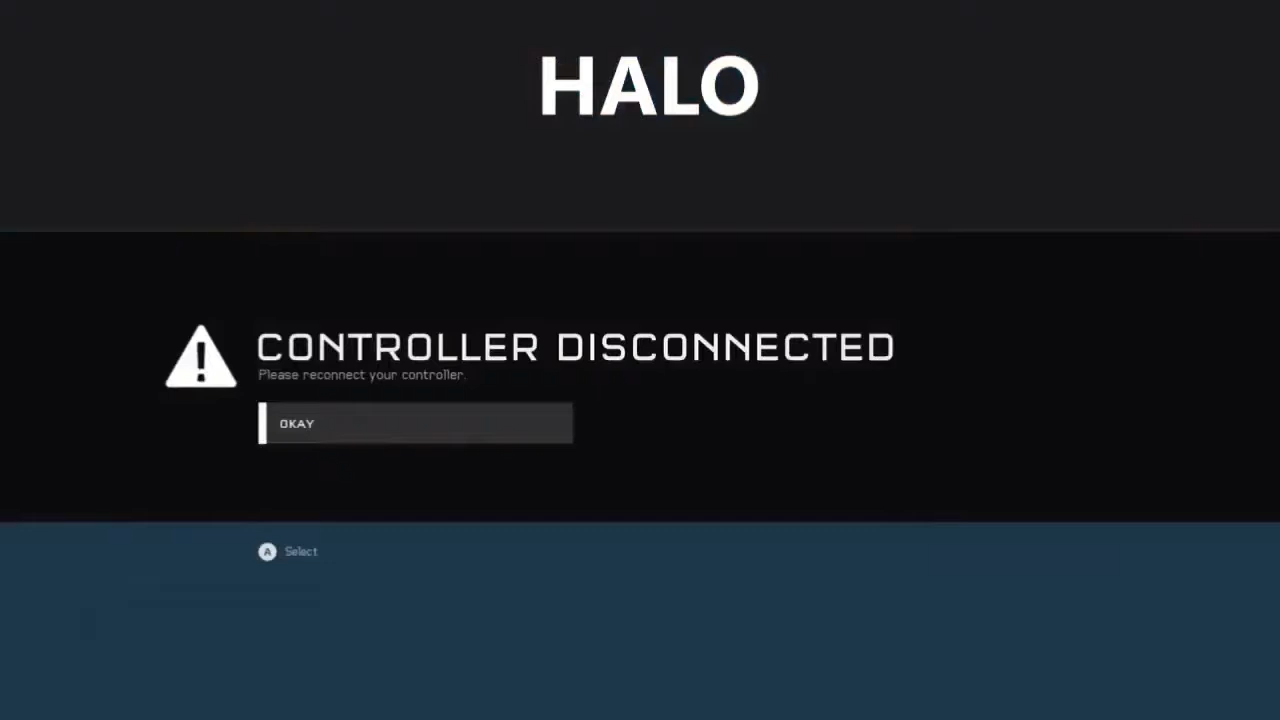 HALO
CONTROLLER DISCONNECTED
Please reconnect your controller.
OKAY
A Select